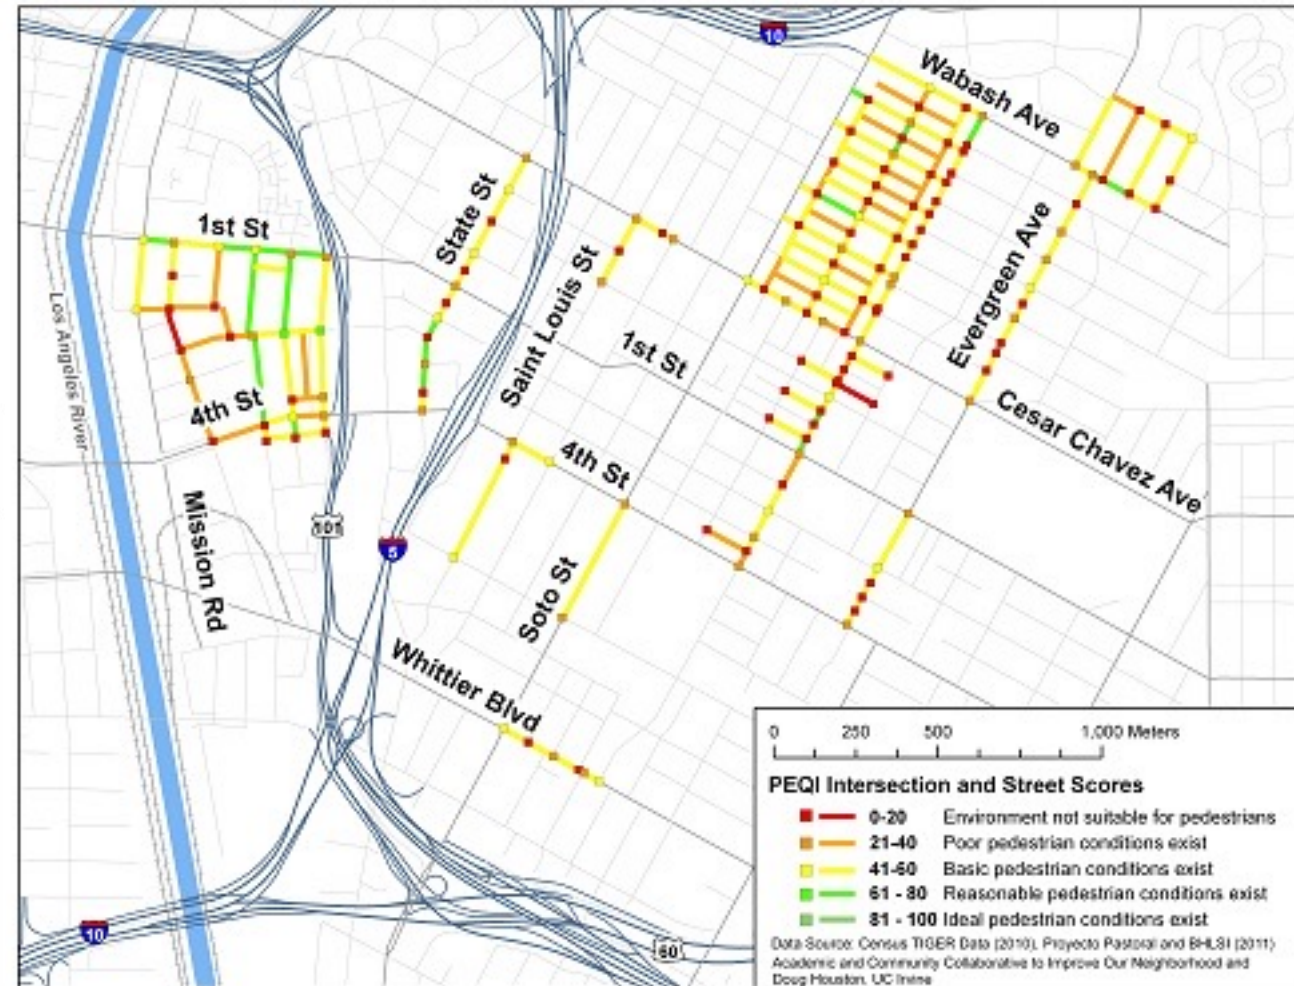 10
Wabash Ave
1st St
State St
Evergreen Ave
Saint Louis St
Los Angeles River
1st St
4th St
Cesar Chavez Ave
4th St
Mission Rd
101
5
Soto St
Whittier Blvd
0 250 500 1,000 Meters
PEQI Intersection and Street Scores
0-20 Environment not suitable for pedestrians
21-40 Poor pedestrian conditions exist
41-60 Basic pedestrian conditions exist
61 - 80 Reasonable pedestrian conditions exist
81 - 100 Ideal pedestrian conditions exist
10
60
Data Source: Census TIGER Data (2010), Proyecto Pastoral and BHLSI (2011)
Academic and Community Collaborative to Improve Our Neighborhood and
Doug Houston, UC Irvine